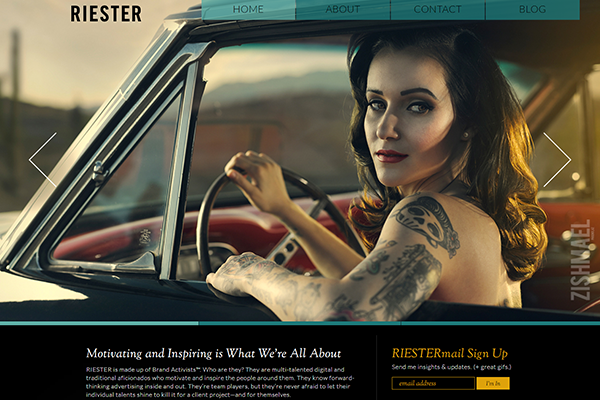 RIESTER
HOME ABOUT CONTACT BLOG
ZISHMAEL
Motivating and Inspiring is What We're All About
RIESTER is made up of Brand Activists™. Who are they? They are multi-talented digital and
traditional aficionados who motivate and inspire the people around them. They know forward-
thinking advertising inside and out. They're team players, but they're never afraid to let their
individual talents shine to kill it for a client project—and for themselves.
RIESTERmail Sign Up
Send me insights & updates. (+ great gifs.)
email address
I'm In